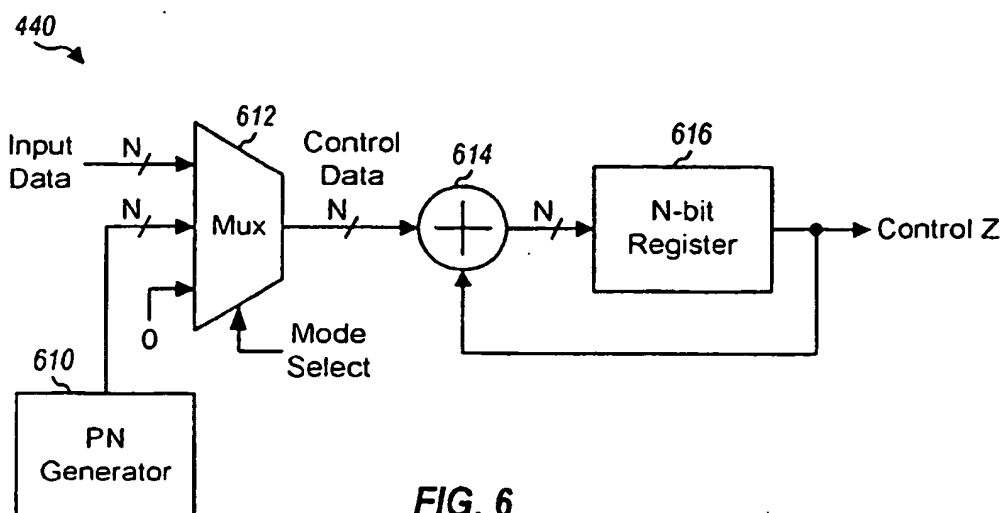 440
Input
Data
N
N
0
612
Mux
Mode
Select
Control
Data
N
614
N
616
N-bit
Register
Control Z
610
PN
Generator
FIG. 6